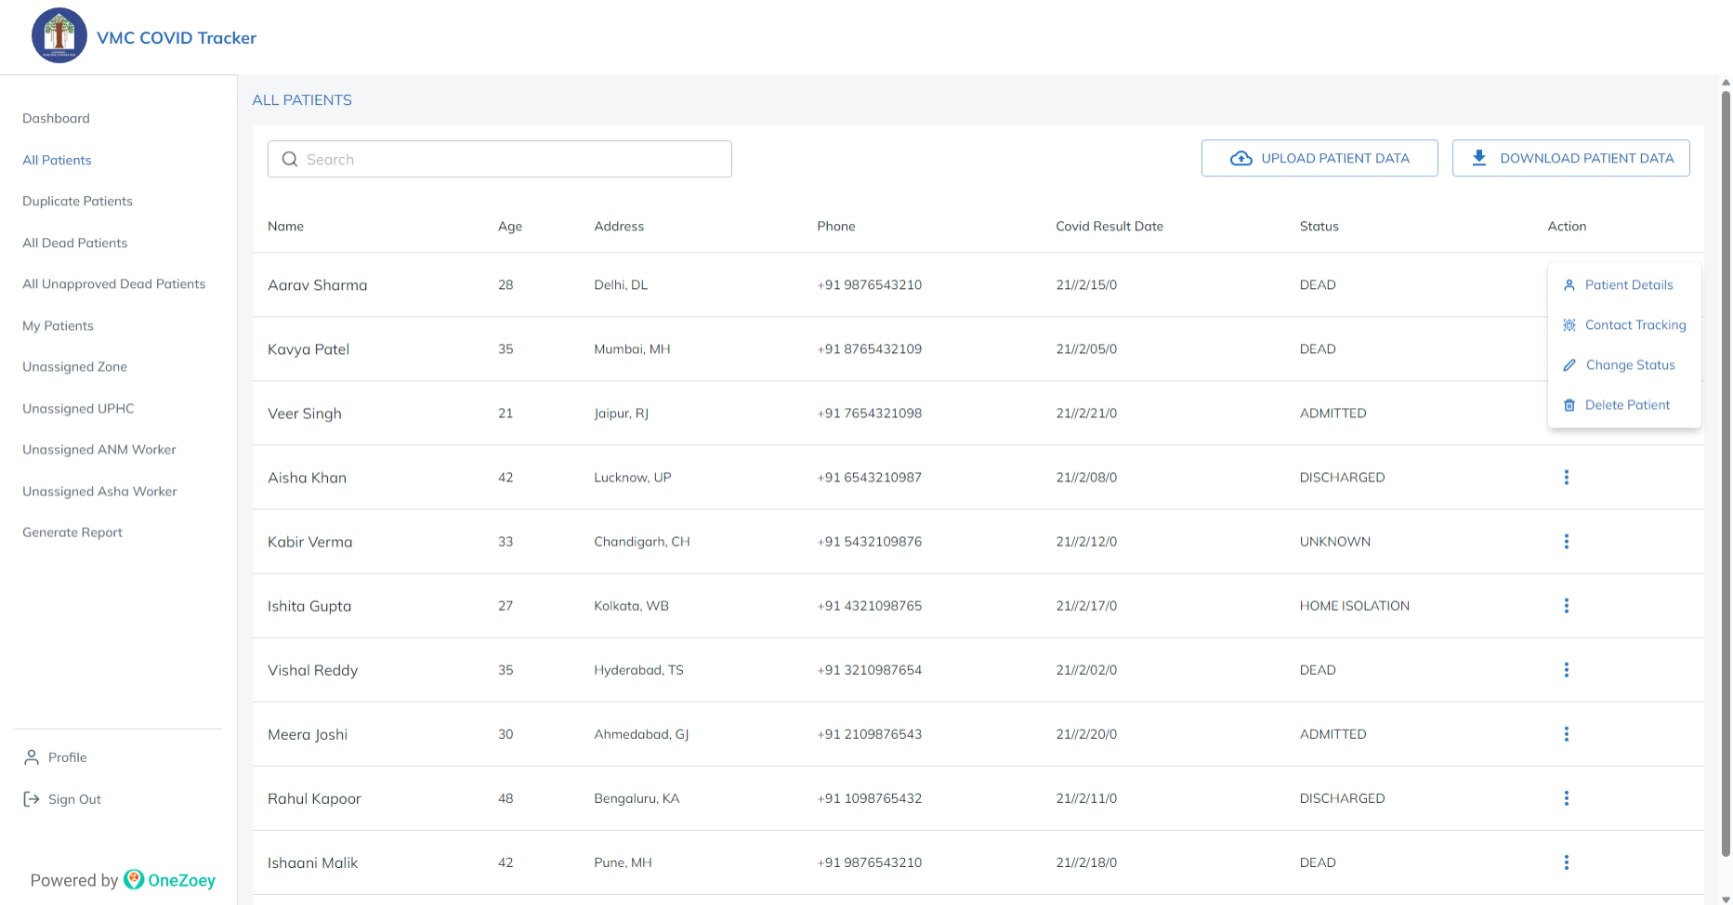 VMC COVID Tracker
Dashboard
All Patients
Duplicate Patients
All Dead Patients
All Unapproved Dead Patients
My Patients
Unassigned Zone
Unassigned UPHC
Unassigned ANM Worker
Unassigned Asha Worker
Generate Report
Profile
Sign Out
Powered by OneZoey
ALL PATIENTS
Search
UPLOAD PATIENT DATA
DOWNLOAD PATIENT DATA
Name Age Address Phone Covid Result Date Status Action
Aarav Sharma 28 Delhi, DL +91 9876543210 21//2/15/0 DEAD
Kavya Patel 35 Mumbai, MH +91 8765432109 21//2/05/0 DEAD
Veer Singh 21 Jaipur, RJ +91 7654321098 21//2/21/0 ADMITTED
Aisha Khan 42 Lucknow, UP +91 6543210987 21//2/08/0 DISCHARGED
Kabir Verma 33 Chandigarh, CH +91 5432109876 21//2/12/0 UNKNOWN
Ishita Gupta 27 Kolkata, WB +91 4321098765 21//2/17/0 HOME ISOLATION
Vishal Reddy 35 Hyderabad, TS +91 3210987654 21//2/02/0 DEAD
Meera Joshi 30 Ahmedabad, GJ +91 2109876543 21//2/20/0 ADMITTED
Rahul Kapoor 48 Bengaluru, KA +91 1098765432 21//2/11/0 DISCHARGED
Ishaani Malik 42 Pune, MH +91 9876543210 21//2/18/0 DEAD
Patient Details
Contact Tracking
Change Status
Delete Patient